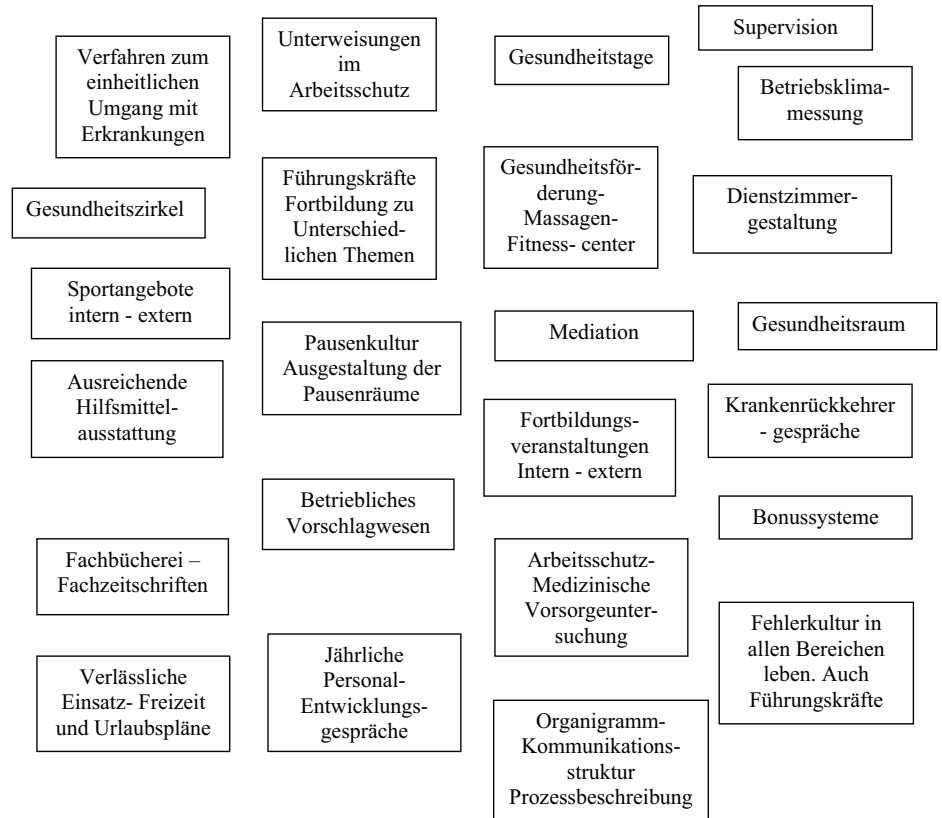 Verfahren zum
einheitlichen
Umgang mit
Erkrankungen
Unterweisungen
im
Arbeitsschutz
Gesundheitstage
Supervision
Betriebsklima-
messung
Gesundheitszirkel
Führungskräfte
Fortbildung zu
Unterschied-
lichen Themen
Gesundheitsför-
derung-
Massagen-
Fitness- center
Dienstzimmer-
gestaltung
Sportangebote
intern - extern
Pausenkultur
Ausgestaltung der
Pausenräume
Mediation
Gesundheitsraum
Ausreichende
Hilfsmittel-
ausstattung
Fortbildungs-
veranstaltungen
Intern - extern
Krankenrückkehrer
- gespräche
Betriebliches
Vorschlagwesen
Bonussysteme
Fachbücherei –
Fachzeitschriften
Arbeitsschutz-
Medizinische
Vorsorgeunter-
suchung
Fehlerkultur in
allen Bereichen
leben. Auch
Führungskräfte
Verlässliche
Einsatz- Freizeit
und Urlaubspläne
Jährliche
Personal-
Entwicklungs-
gespräche
Organigramm-
Kommunikations-
struktur
Prozessbeschreibung